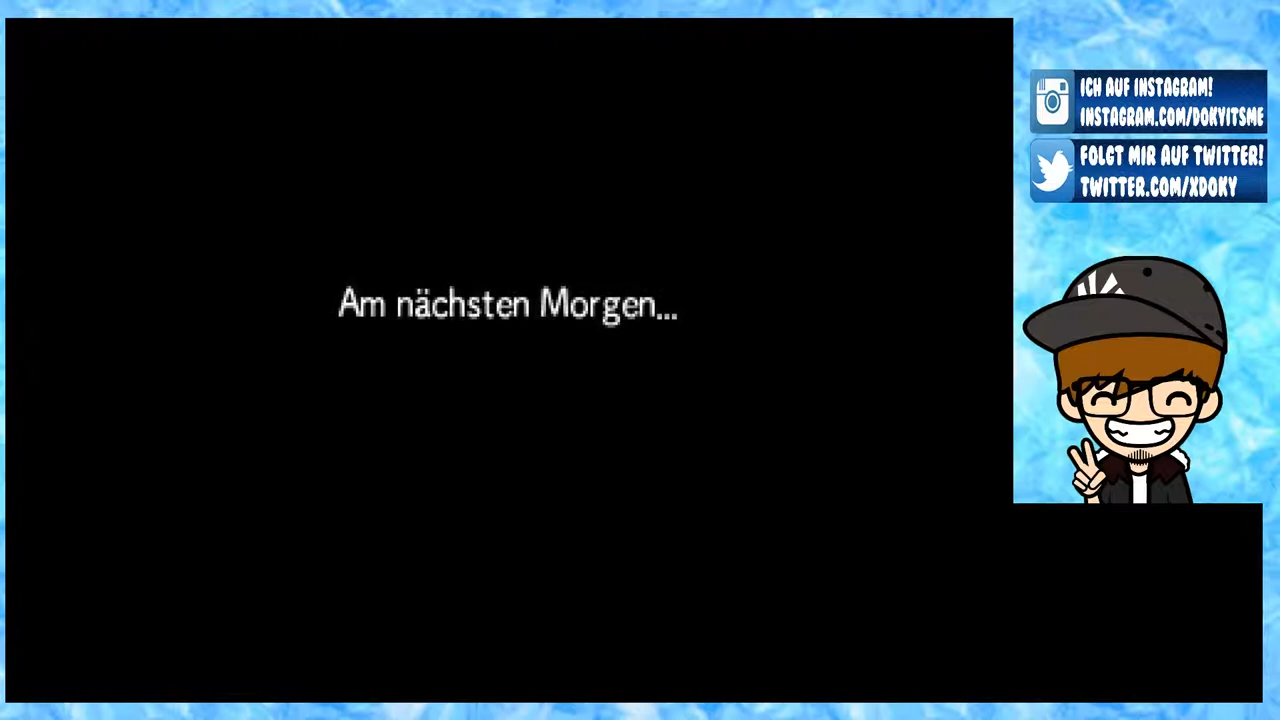 Am nächsten Morgen...
ICH AUF INSTAGRAM!
INSTAGRAM.COM/DOKYITSME
FOLGT MIR AUF TWITTER!
TWITTER.COM/XDOKY